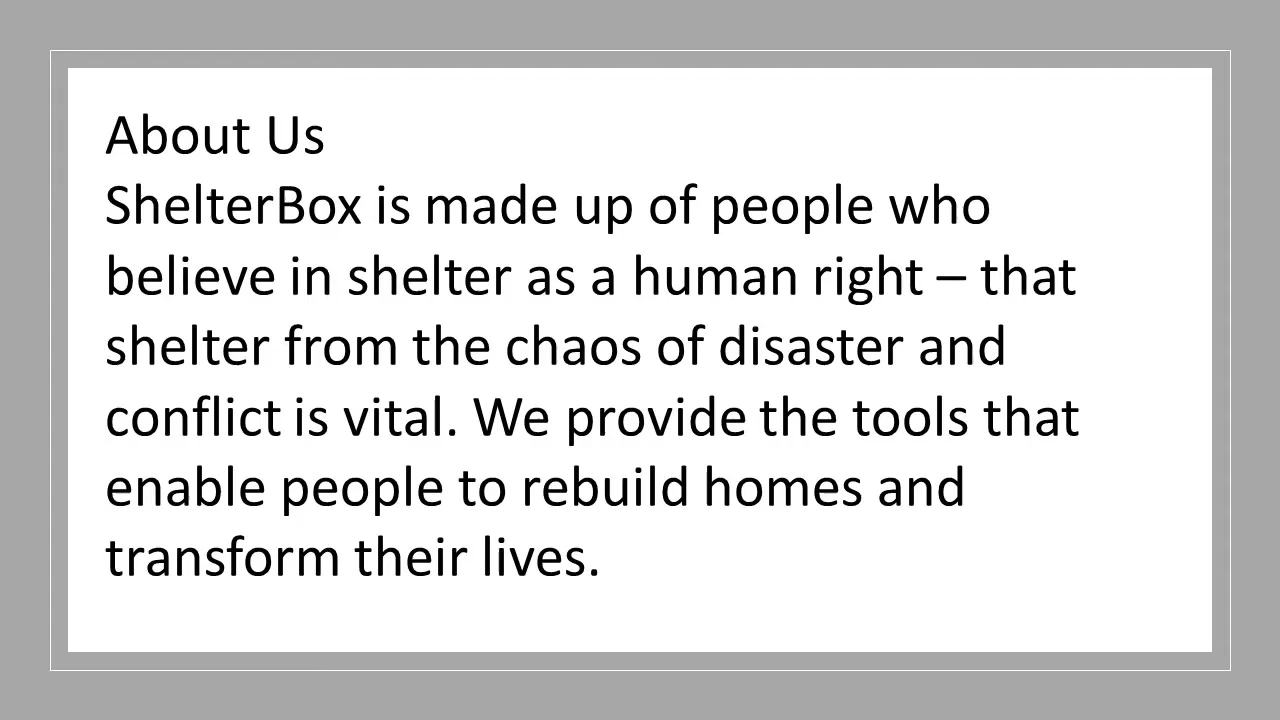 About Us
ShelterBox is made up of people who
believe in shelter as a human right – that
shelter from the chaos of disaster and
conflict is vital. We provide the tools that
enable people to rebuild homes and
transform their lives.